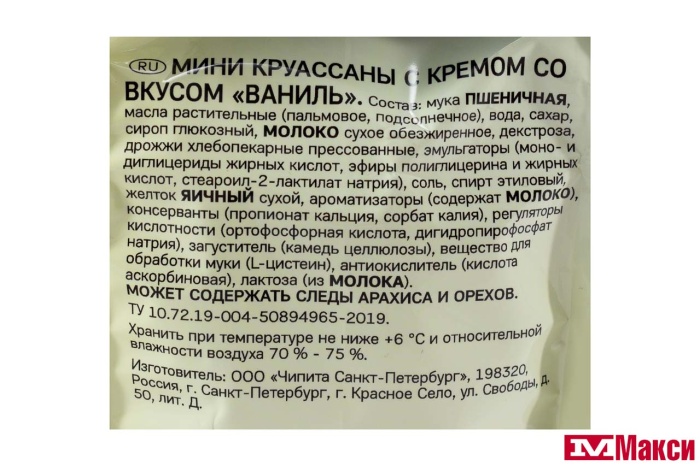 RU МИНИ КРУАССАНЫ С КРЕМОМ СО
ВКУСОМ «ВАНИЛЬ». Состав: мука ПШЕНИЧНАЯ,
масла растительные (пальмовое, подсолнечное), вода, сахар,
сироп глюкозный, МОЛОКО сухое обезжиренное, декстроза,
дрожжи хлебопекарные прессованные, эмульгаторы (моно- и
диглицериды жирных кислот, эфиры полиглицерина и жирных
кислот, стеароил-2-лактилат натрия), соль, спирт этиловый,
желток ЯИЧНЫЙ сухой, ароматизаторы (содержат МОЛОКО),
консерванты (пропионат кальция, сорбат калия), регуляторы
кислотности (ортофосфорная кислота, дигидропирофосфат
натрия), загуститель (камедь целлюлозы), вещество для
обработки муки (L-цистеин), антиокислитель (кислота
аскорбиновая), лактоза (из МОЛОКА).
МОЖЕТ СОДЕРЖАТЬ СЛЕДЫ АРАХИСА И ОРЕХОВ.
ТУ 10.72.19-004-50894965-2019.
Хранить при температуре не ниже +6 °C и относительной
влажности воздуха 70 % - 75 %.
Изготовитель: ООО «Чипита Санкт-Петербург», 198320,
Россия, г. Санкт-Петербург, г. Красное Село, ул. Свободы, д.
50, лит. Д.
Макси